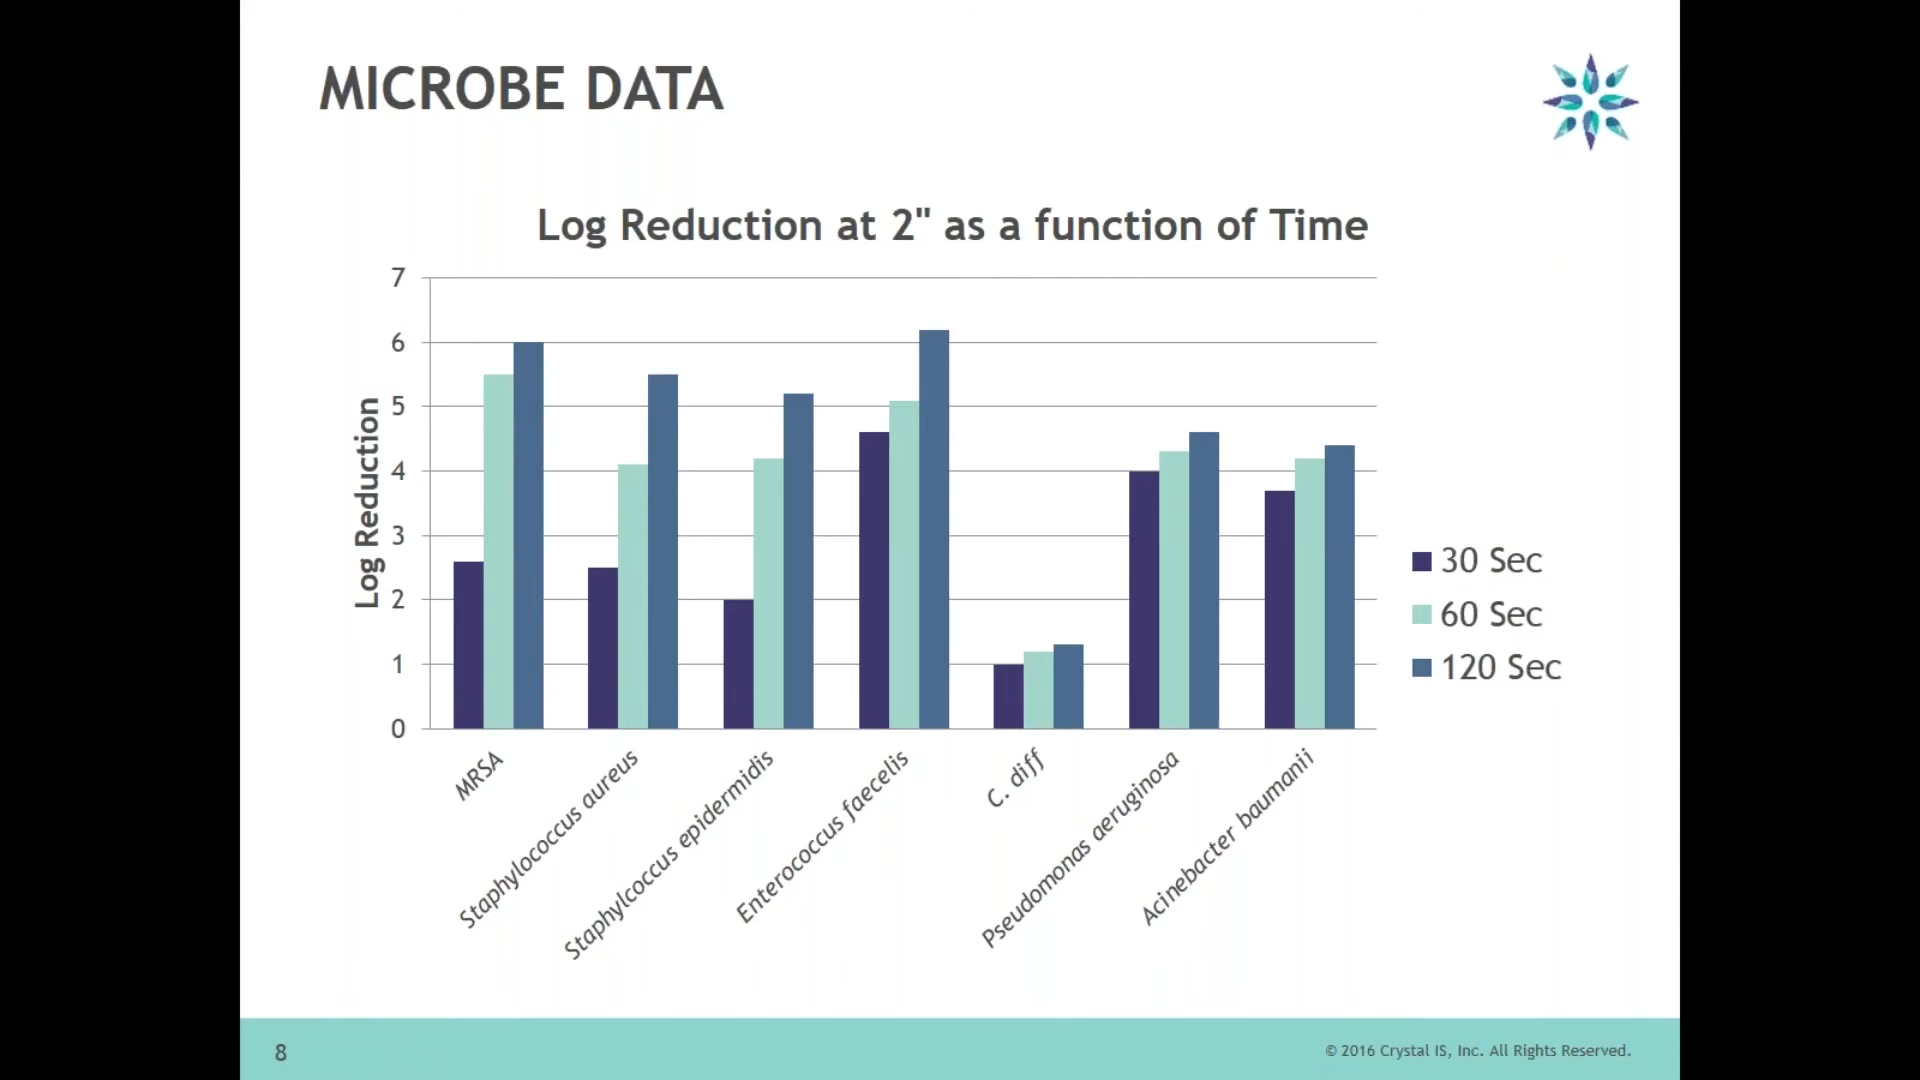 MICROBE DATA
Log Reduction at 2" as a function of Time
Log Reduction
7
6
5
4
3
2
1
0
MRSA
Staphylococcus aureus
Staphylcoccus epidermidis
Enterococcus faecelis
C. diff
Pseudomonas aeruginosa
Acinebacter baumanii
30 Sec
60 Sec
120 Sec
8
© 2016 Crystal IS, Inc. All Rights Reserved.